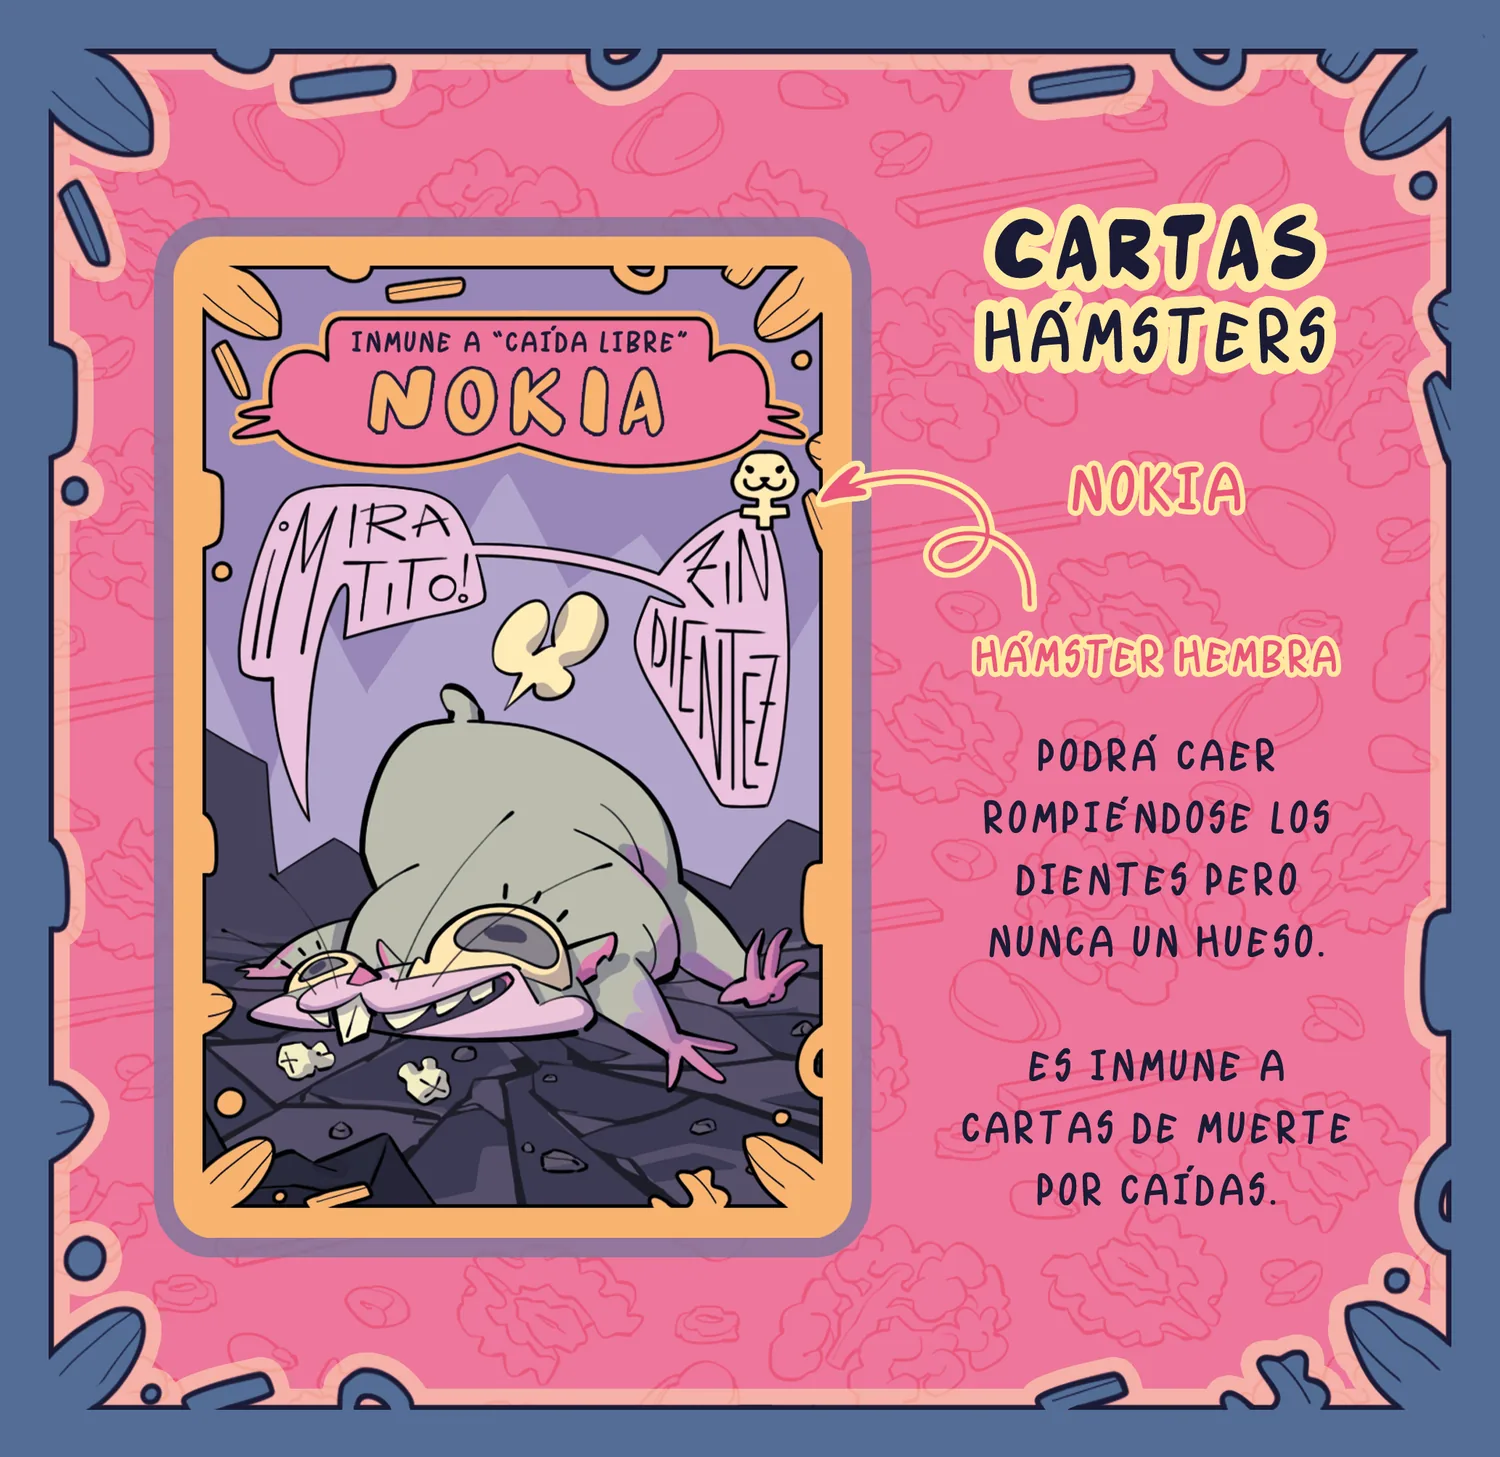 INMUNE A "CAÍDA LIBRE"
NOKIA
¡MIRA
TITO!
ZIN
DIENTEZ
CARTAS
HÁMSTERS
NOKIA
HÁMSTER HEMBRA
PODRÁ CAER
ROMPIÉNDOSE LOS
DIENTES PERO
NUNCA UN HUESO.
ES INMUNE A
CARTAS DE MUERTE
POR CAÍDAS.